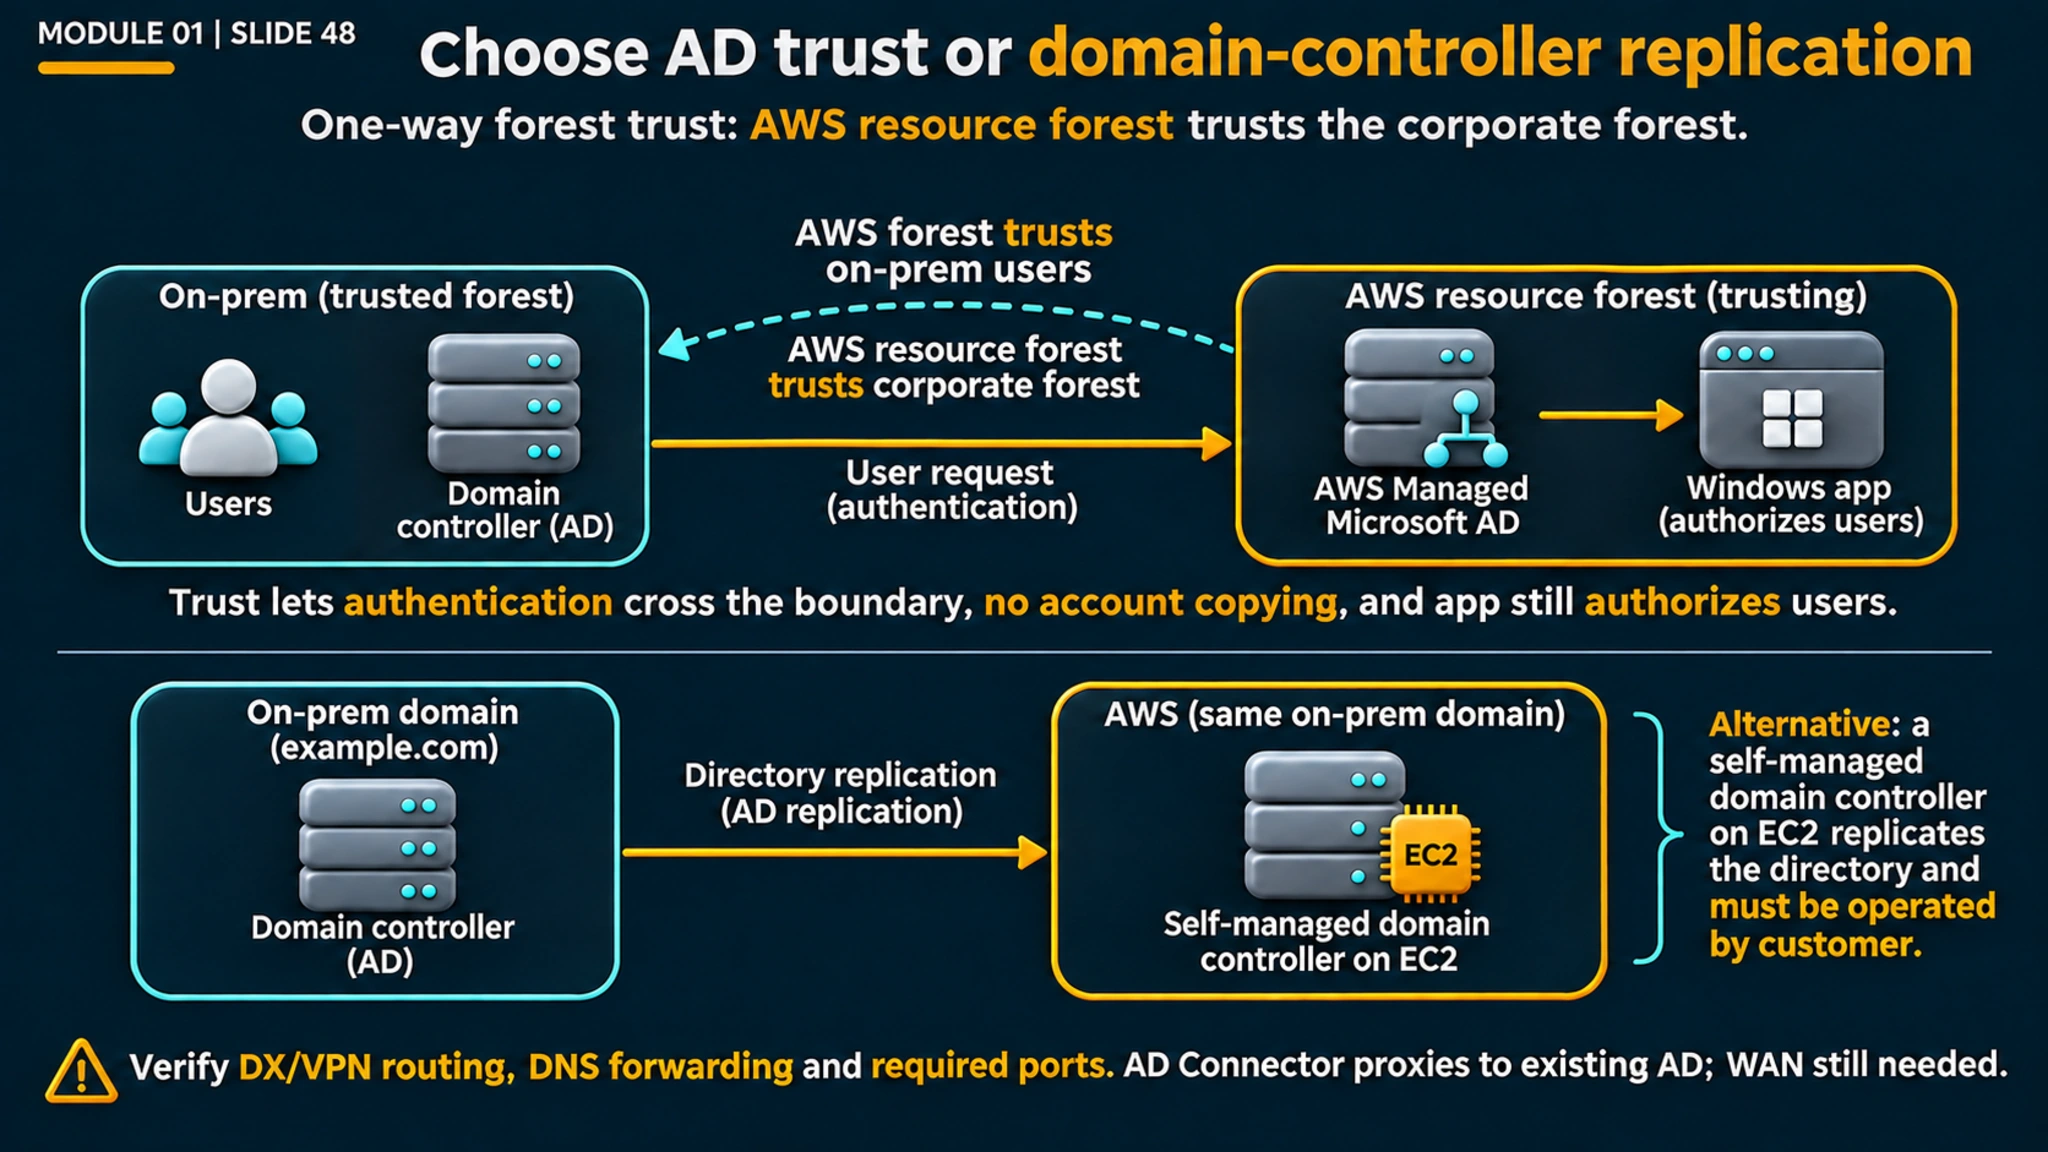 MODULE 01 | SLIDE 48
Choose AD trust or domain-controller replication
One-way forest trust: AWS resource forest trusts the corporate forest.
AWS forest trusts
on-prem users
On-prem (trusted forest)
Users
Domain
controller (AD)
AWS resource forest
trusts corporate forest
User request
(authentication)
AWS resource forest (trusting)
AWS Managed
Microsoft AD
Windows app
(authorizes users)
Trust lets authentication cross the boundary, no account copying, and app still authorizes users.
On-prem domain
(example.com)
Domain controller
(AD)
Directory replication
(AD replication)
AWS (same on-prem domain)
EC2
Self-managed domain
controller on EC2
Alternative: a
self-managed
domain controller
on EC2 replicates
the directory and
must be operated
by customer.
Verify DX/VPN routing, DNS forwarding and required ports. AD Connector proxies to existing AD; WAN still needed.